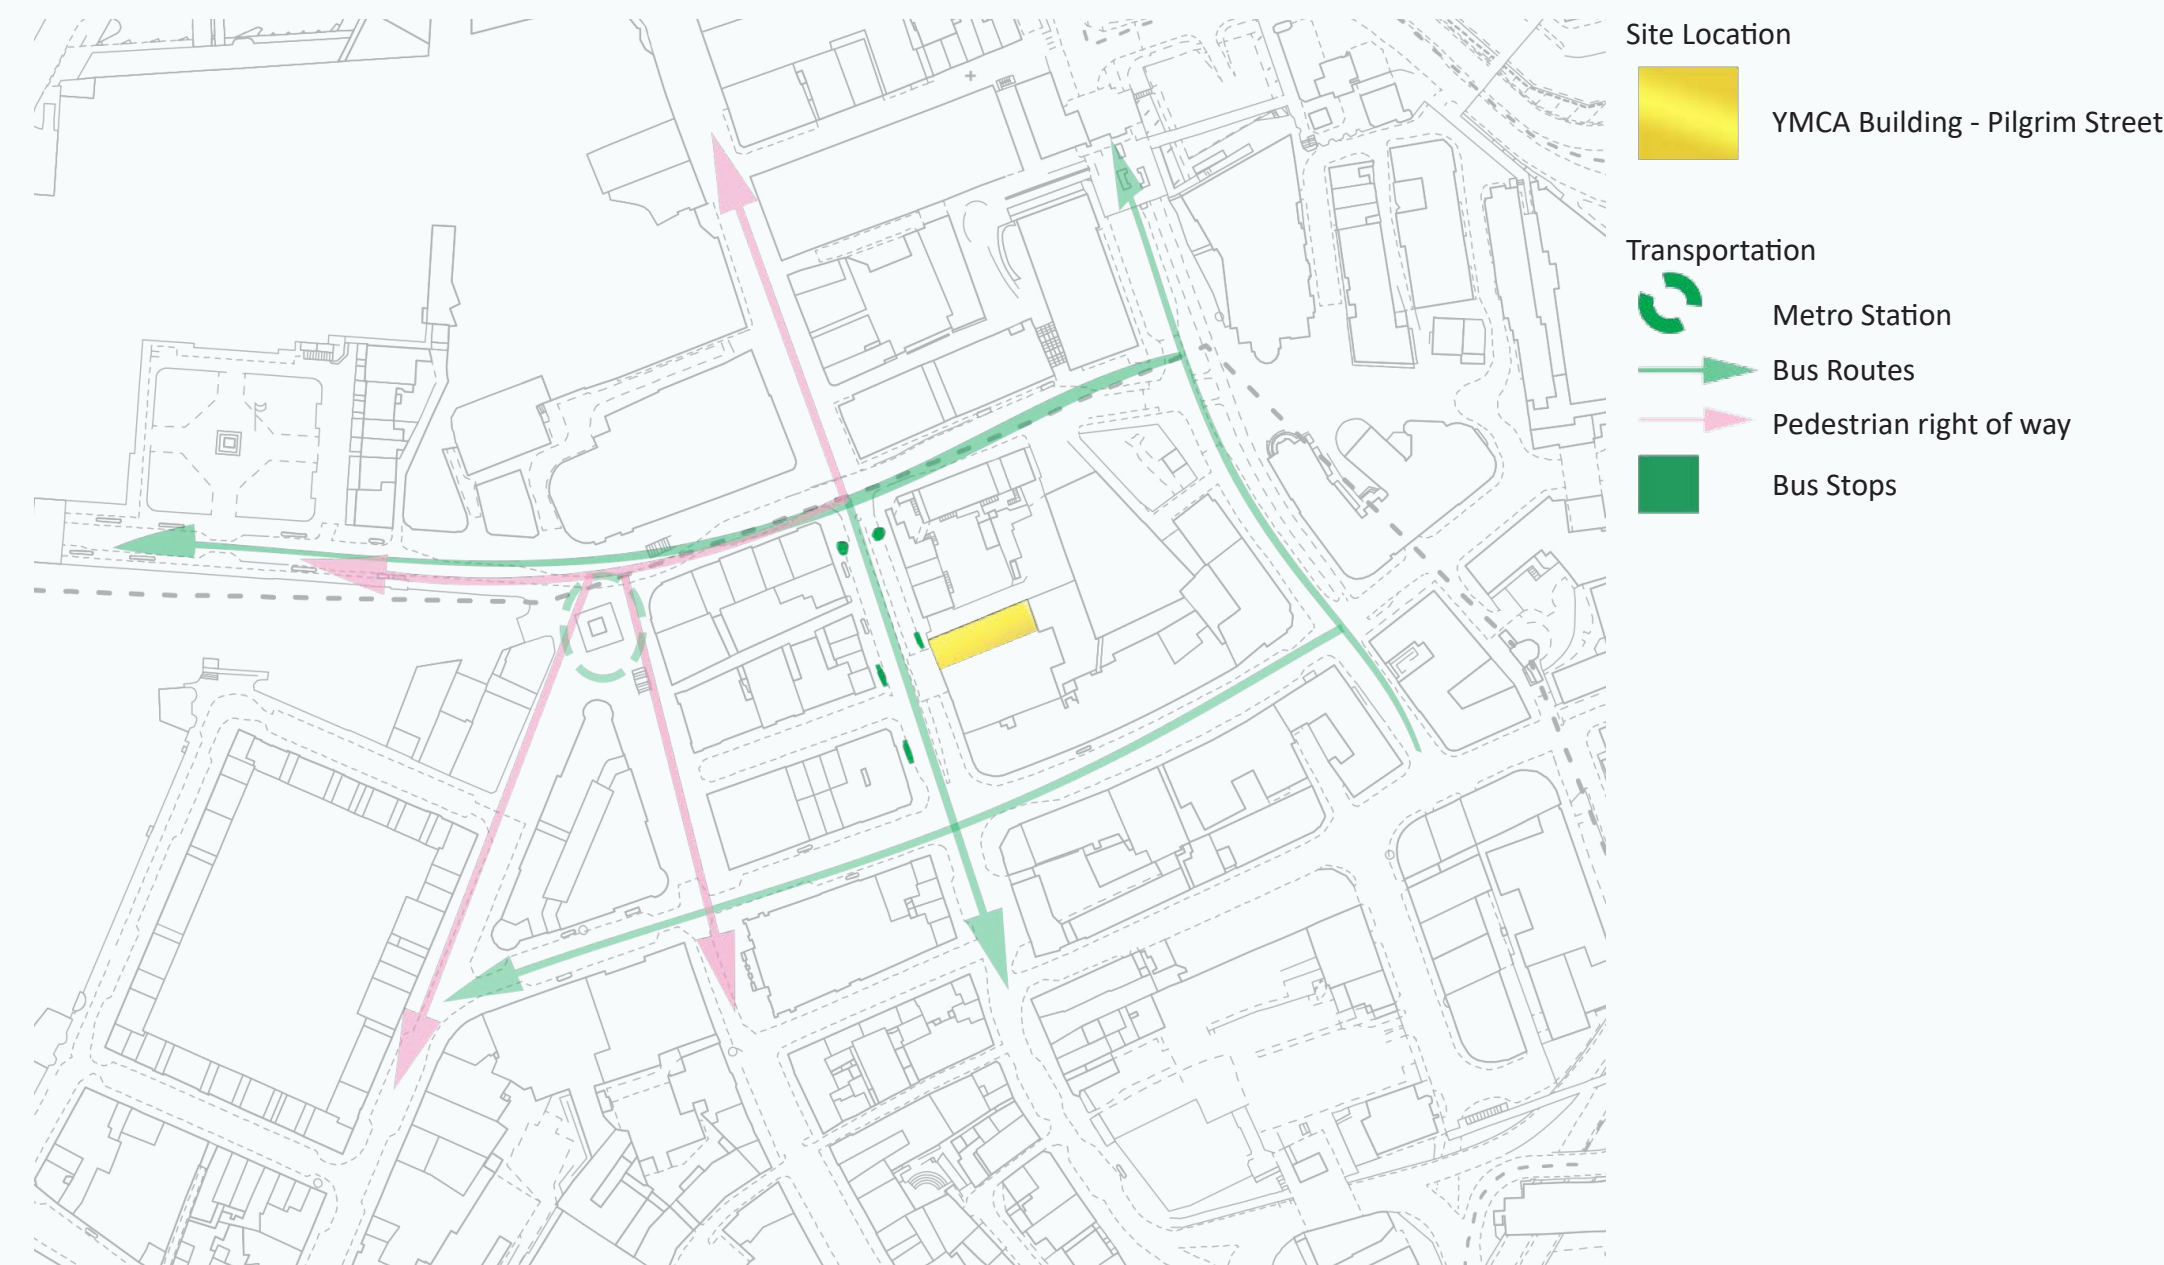 Site Location
YMCA Building - Pilgrim Street
Transportation
Metro Station
Bus Routes
Pedestrian right of way
Bus Stops